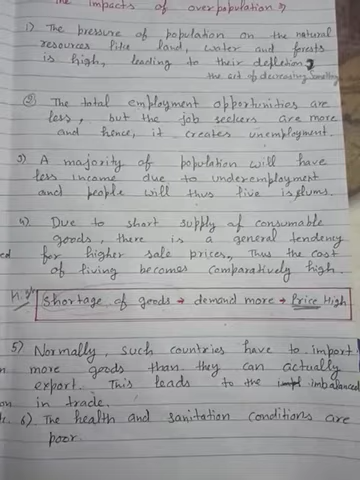 The impacts of overpopulation ⇒
i) The pressure of population on the natural
resources like land, water and forests
is high, leading to their defletion
the act of decreasing
② The total employment opportunities are
less, but the job seekers are more
and hence, it creates unemployment.
3) A majority of population will have
less income due to underemployment
and people will thus live is slums.
4) Due to short supply of consumable
goods, there is a general tendency
ed for higher sale prices, Thus the cost
of living becomes comparatively high.
Shortage of goods → demand more → Price High
5) Normally, such countries have to import
n more goods than they can actually
export. This leads to the imbalanced
on in trade.
6) The health and sanitation conditions are
poor.